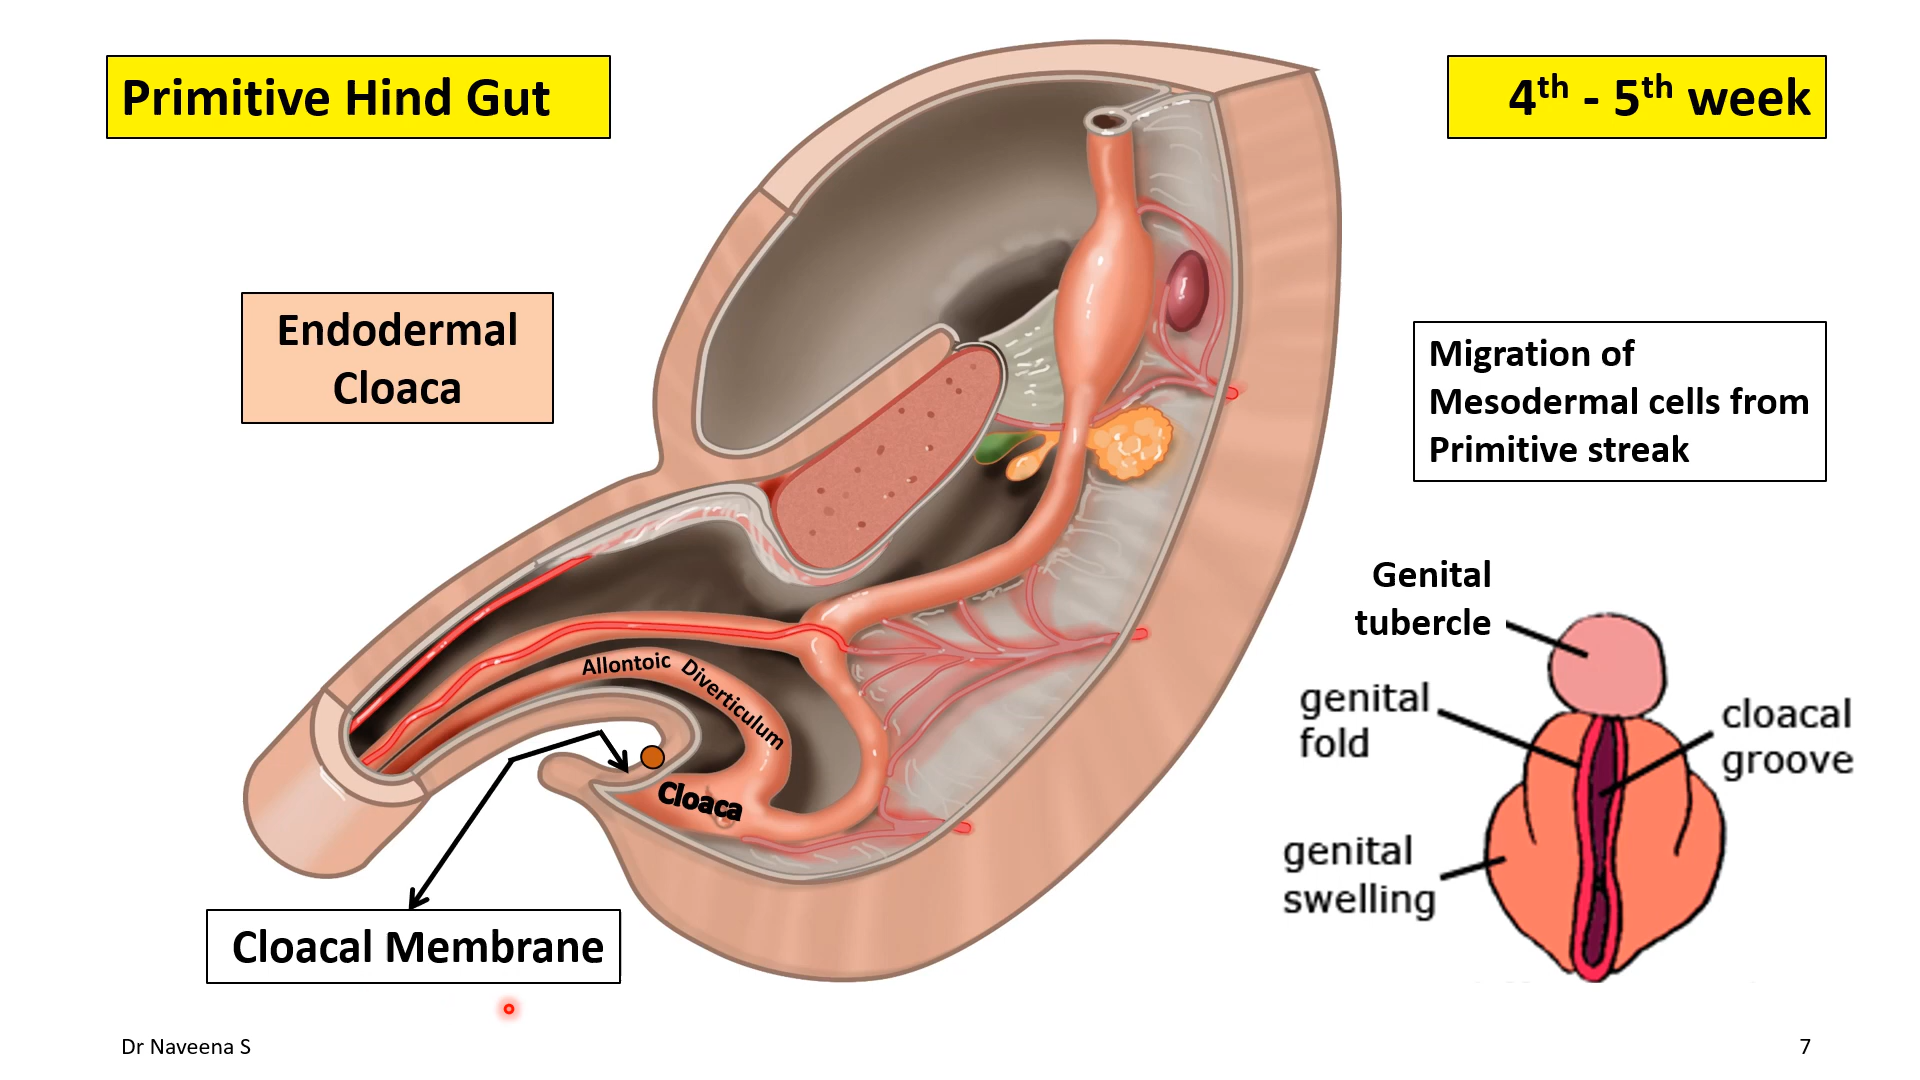 Primitive Hind Gut
4th - 5th week
Endodermal
Cloaca
Migration of
Mesodermal cells from
Primitive streak
Genital
tubercle
genital
fold
cloacal
groove
genital
swelling
Allontoic Diverticulum
Cloaca
Cloacal Membrane
Dr Naveena S
7